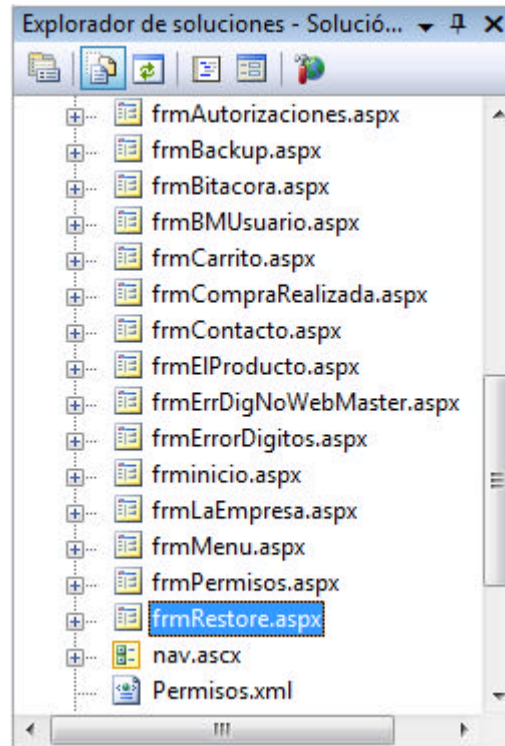 Explorador de soluciones - Solució...
frmAutorizaciones.aspx
frmBackup.aspx
frmBitacora.aspx
frmBMUsuario.aspx
frmCarrito.aspx
frmCompraRealizada.aspx
frmContacto.aspx
frmElProducto.aspx
frmErrDigNoWebMaster.aspx
frmErrorDigitos.aspx
frminicio.aspx
frmLaEmpresa.aspx
frmMenu.aspx
frmPermisos.aspx
frmRestore.aspx
nav.ascx
Permisos.xml